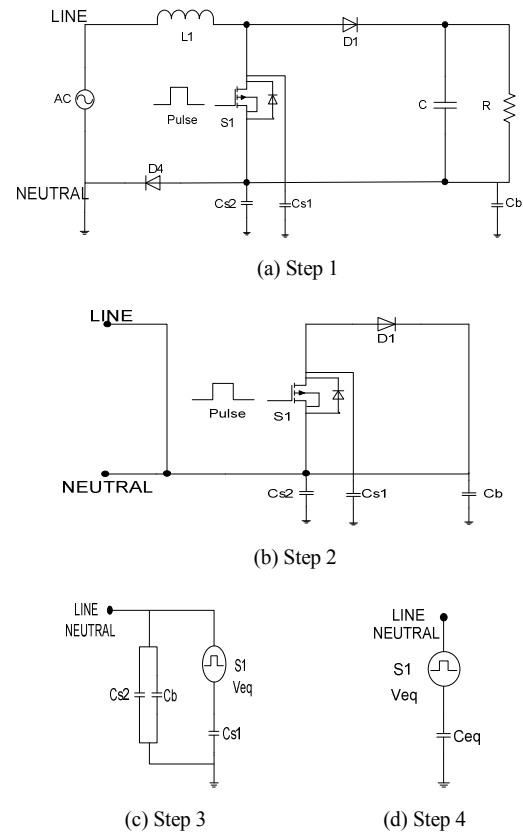 LINE
L1
D1
AC
Pulse
S1
C
R
D4
NEUTRAL
Cs2
Cs1
Cb
(a) Step 1
LINE
D1
Pulse
S1
NEUTRAL
Cs2
Cs1
Cb
(b) Step 2
LINE
NEUTRAL
S1
Veq
Cs2
Cb
Cs1
(c) Step 3
LINE
NEUTRAL
S1
Veq
Ceq
(d) Step 4